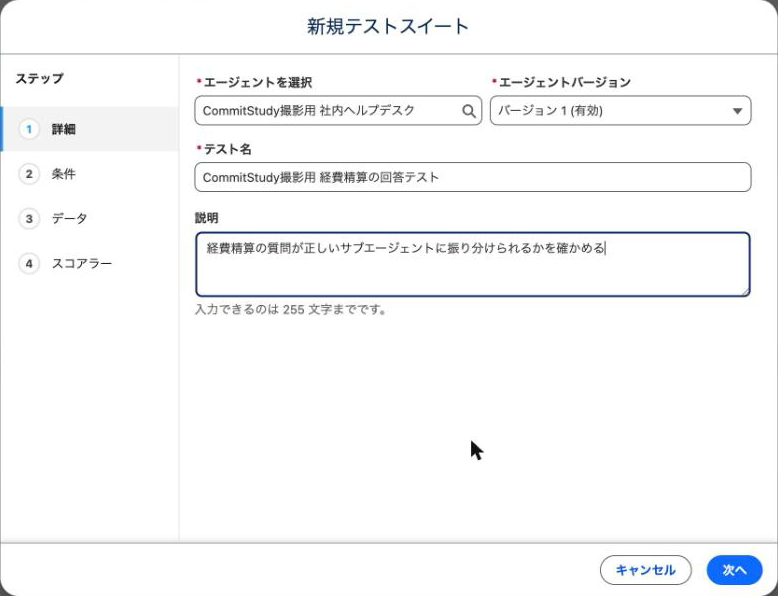 新規テストスイート
ステップ
1 詳細
2 条件
3 データ
4 スコアラー
*エージェントを選択
CommitStudy撮影用 社内ヘルプデスク
*エージェントバージョン
バージョン 1 (有効)
*テスト名
CommitStudy撮影用 経費精算の回答テスト
説明
経費精算の質問が正しいサブエージェントに振り分けられるかを確かめる
入力できるのは 255 文字までです。
キャンセル
次へ